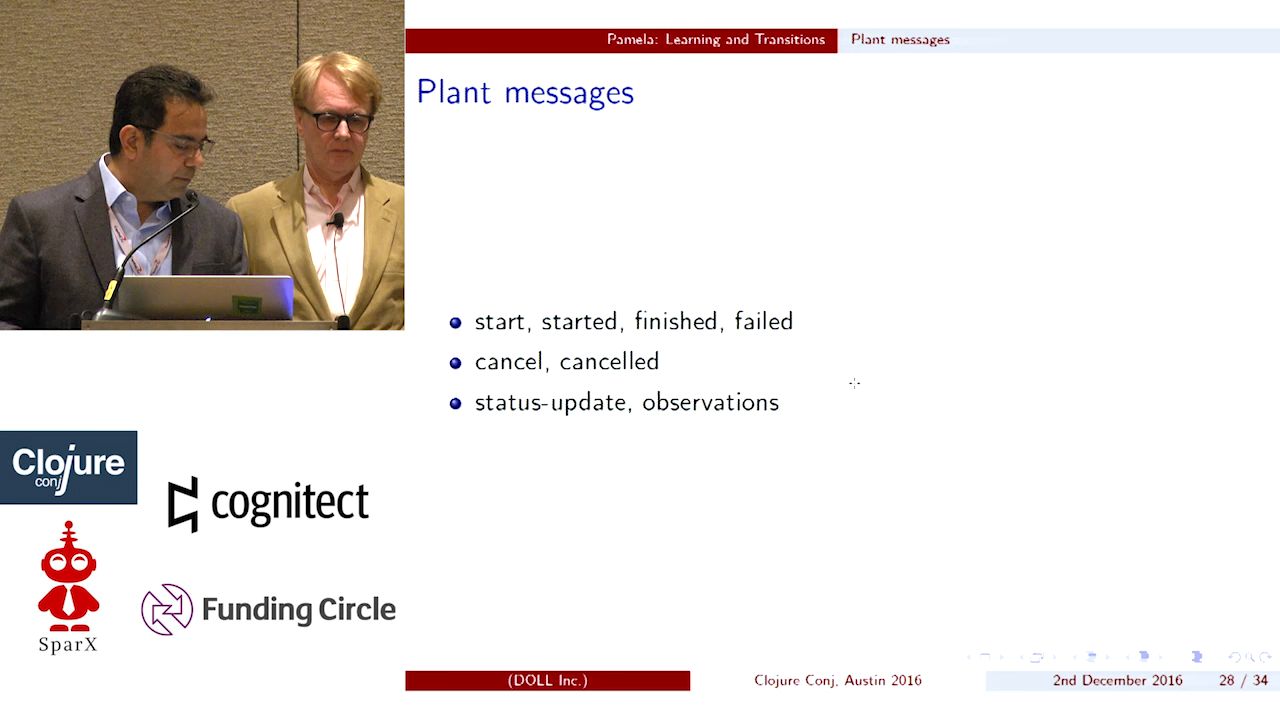 Pamela: Learning and Transitions
Plant messages
Plant messages
start, started, finished, failed
cancel, cancelled
status-update, observations
Clojure
conj
cognitect
SparX
Funding Circle
(DOLL Inc.)
Clojure Conj, Austin 2016
2nd December 2016
28 / 34